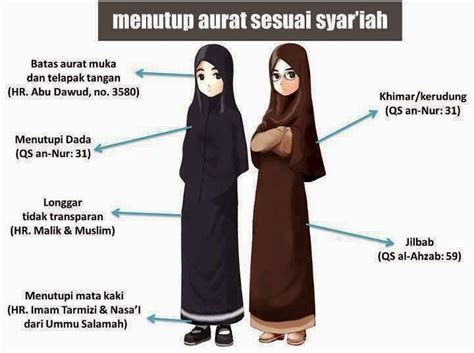 menutup aurat sesuai syar'iah
Batas aurat muka
dan telapak tangan
(HR. Abu Dawud, no. 3580)
Menutupi Dada
(QS an-Nur: 31)
Longgar
tidak transparan
(HR. Malik & Muslim)
Menutupi mata kaki
(HR. Imam Tarmizi & Nasa'I
dari Ummu Salamah)
Khimar/kerudung
(QS an-Nur: 31)
Jilbab
(QS al-Ahzab: 59)